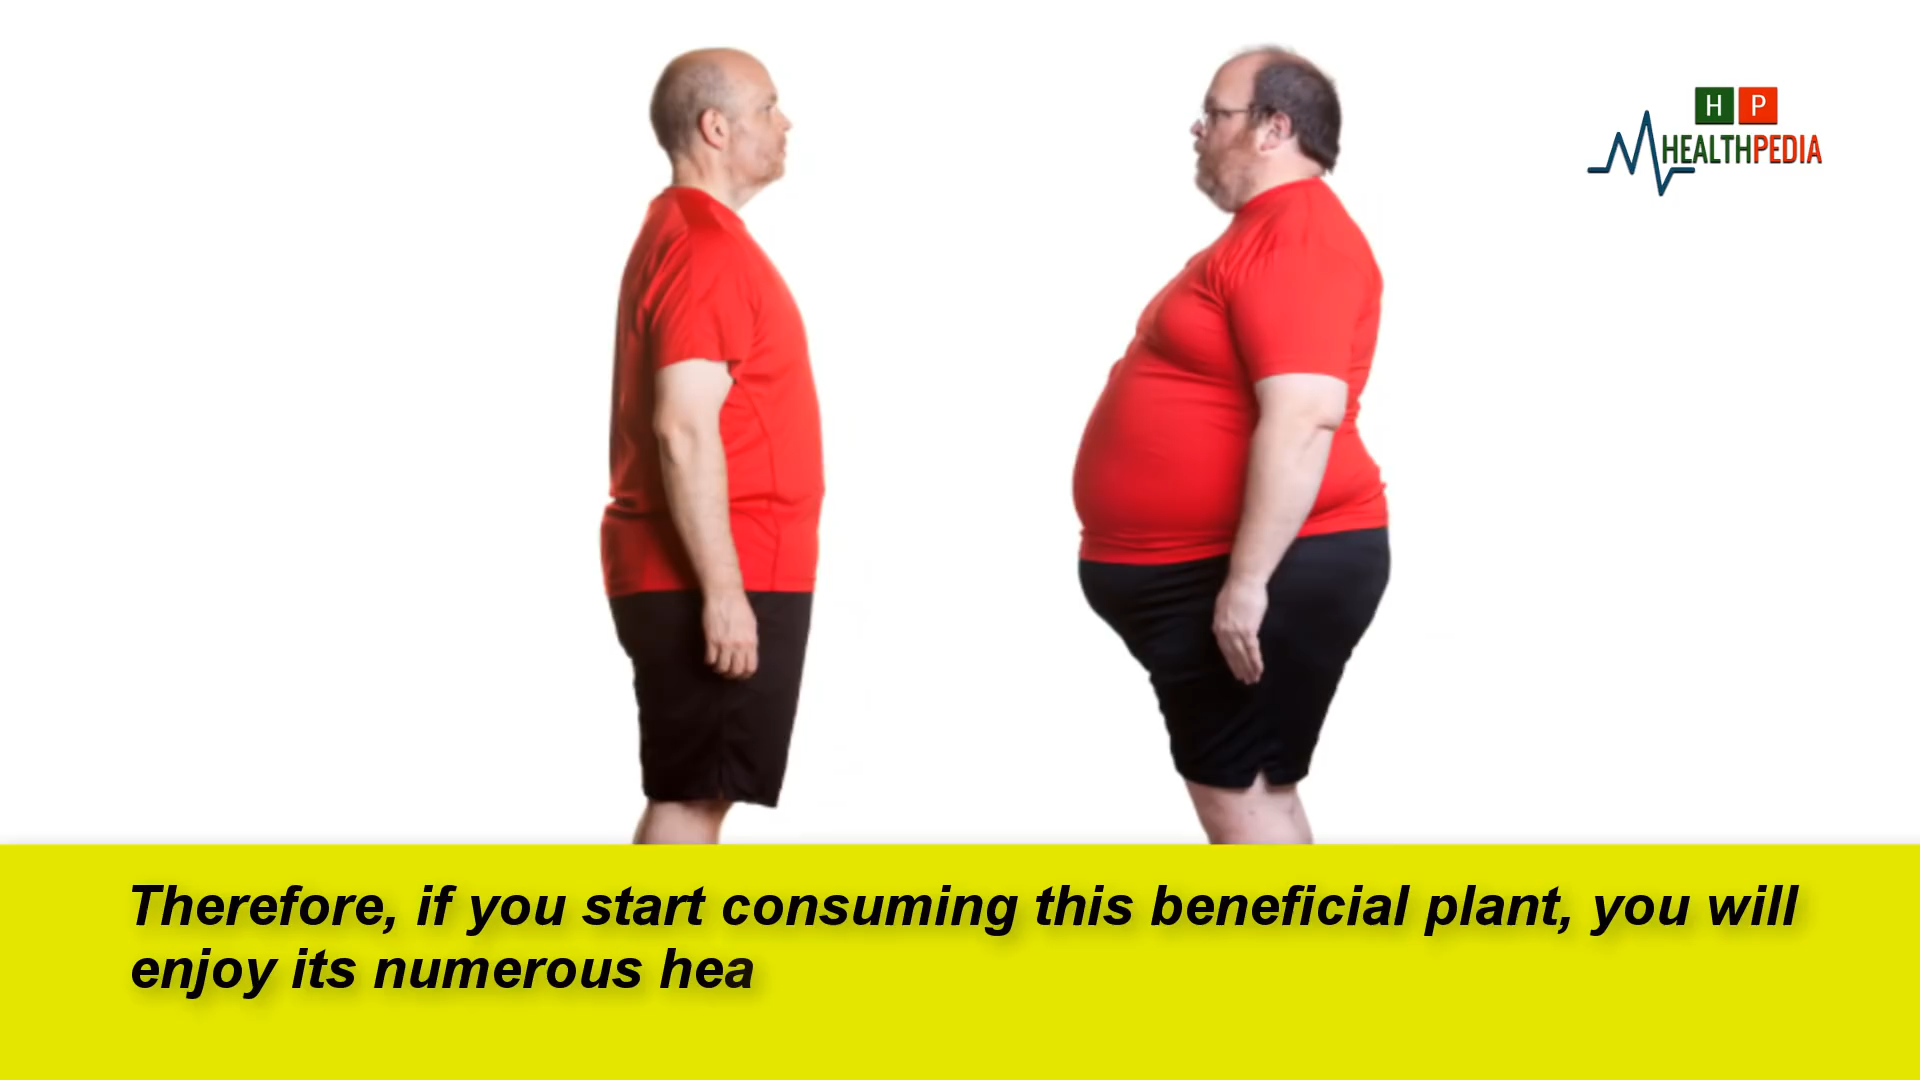 H P
HEALTHPEDIA
Therefore, if you start consuming this beneficial plant, you will
enjoy its numerous hea